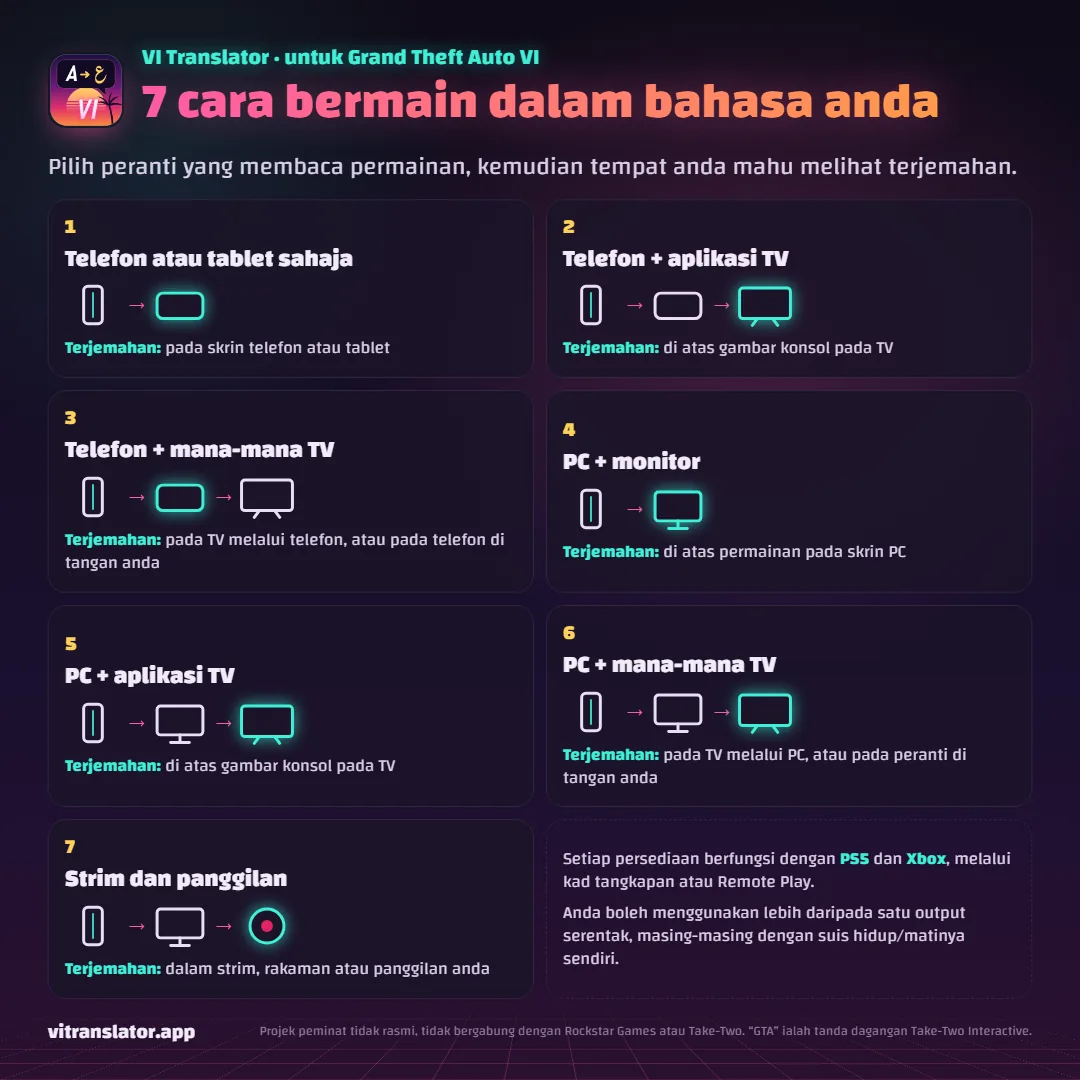 A→ع
VI
VI Translator · untuk Grand Theft Auto VI
7 cara bermain dalam bahasa anda
Pilih peranti yang membaca permainan, kemudian tempat anda mahu melihat terjemahan.
1
Telefon atau tablet sahaja
→
Terjemahan: pada skrin telefon atau tablet
2
Telefon + aplikasi TV
→ →
Terjemahan: di atas gambar konsol pada TV
3
Telefon + mana-mana TV
→ →
Terjemahan: pada TV melalui telefon, atau pada telefon di
tangan anda
4
PC + monitor
→
Terjemahan: di atas permainan pada skrin PC
5
PC + aplikasi TV
→ →
Terjemahan: di atas gambar konsol pada TV
6
PC + mana-mana TV
→ →
Terjemahan: pada TV melalui PC, atau pada peranti di
tangan anda
7
Strim dan panggilan
→ →
Terjemahan: dalam strim, rakaman atau panggilan anda
Setiap persediaan berfungsi dengan PS5 dan Xbox, melalui
kad tangkapan atau Remote Play.
Anda boleh menggunakan lebih daripada satu output
serentak, masing-masing dengan suis hidup/matinya
sendiri.
vitranslator.app
Projek peminat tidak rasmi, tidak bergabung dengan Rockstar Games atau Take-Two. “GTA” ialah tanda dagangan Take-Two Interactive.